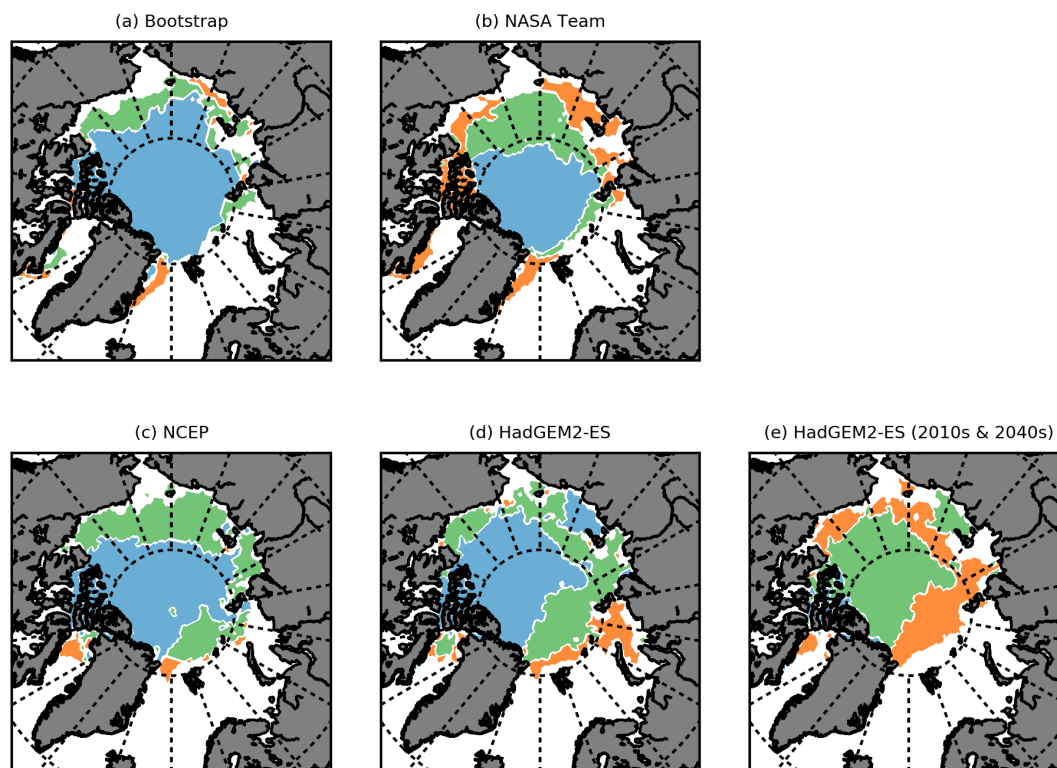 (a) Bootstrap
(b) NASA Team
(c) NCEP
(d) HadGEM2-ES
(e) HadGEM2-ES (2010s & 2040s)